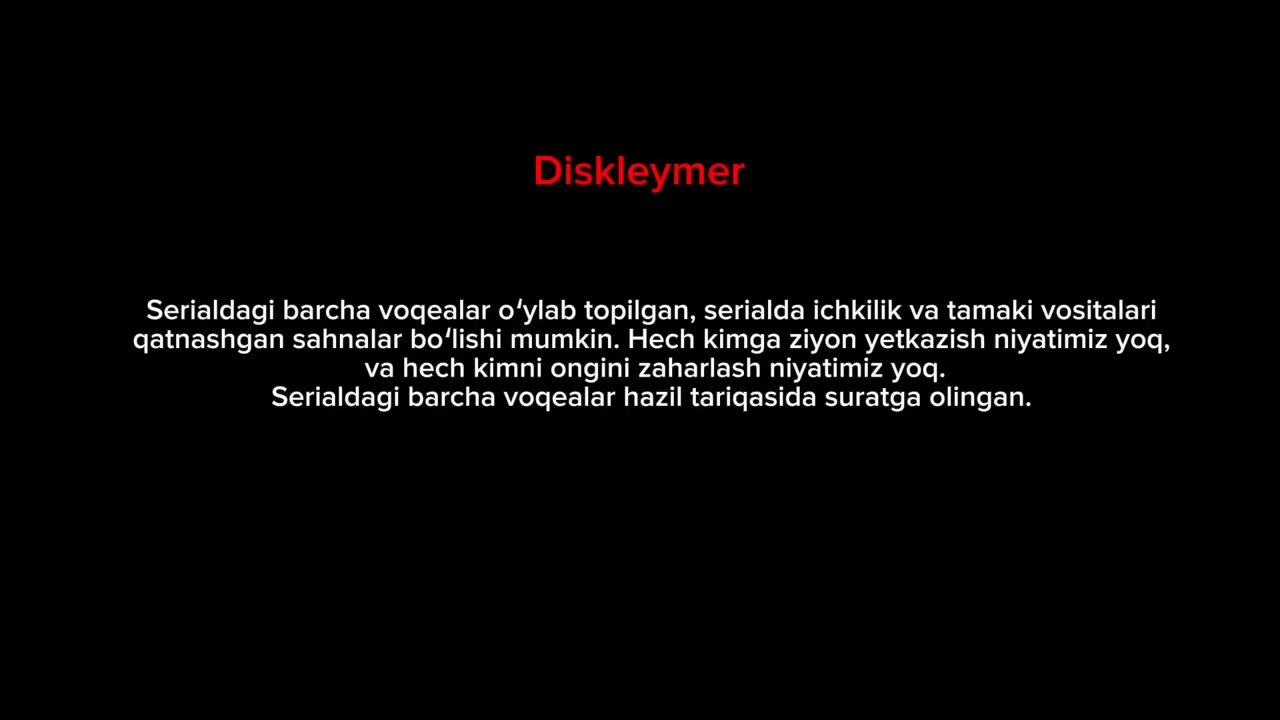 Diskleymer
Serialdagi barcha voqealar oʻylab topilgan, serialda ichkilik va tamaki vositalari
qatnashgan sahnalar boʻlishi mumkin. Hech kimga ziyon yetkazish niyatimiz yoq,
va hech kimni ongini zaharlash niyatimiz yoq.
Serialdagi barcha voqealar hazil tariqasida suratga olingan.